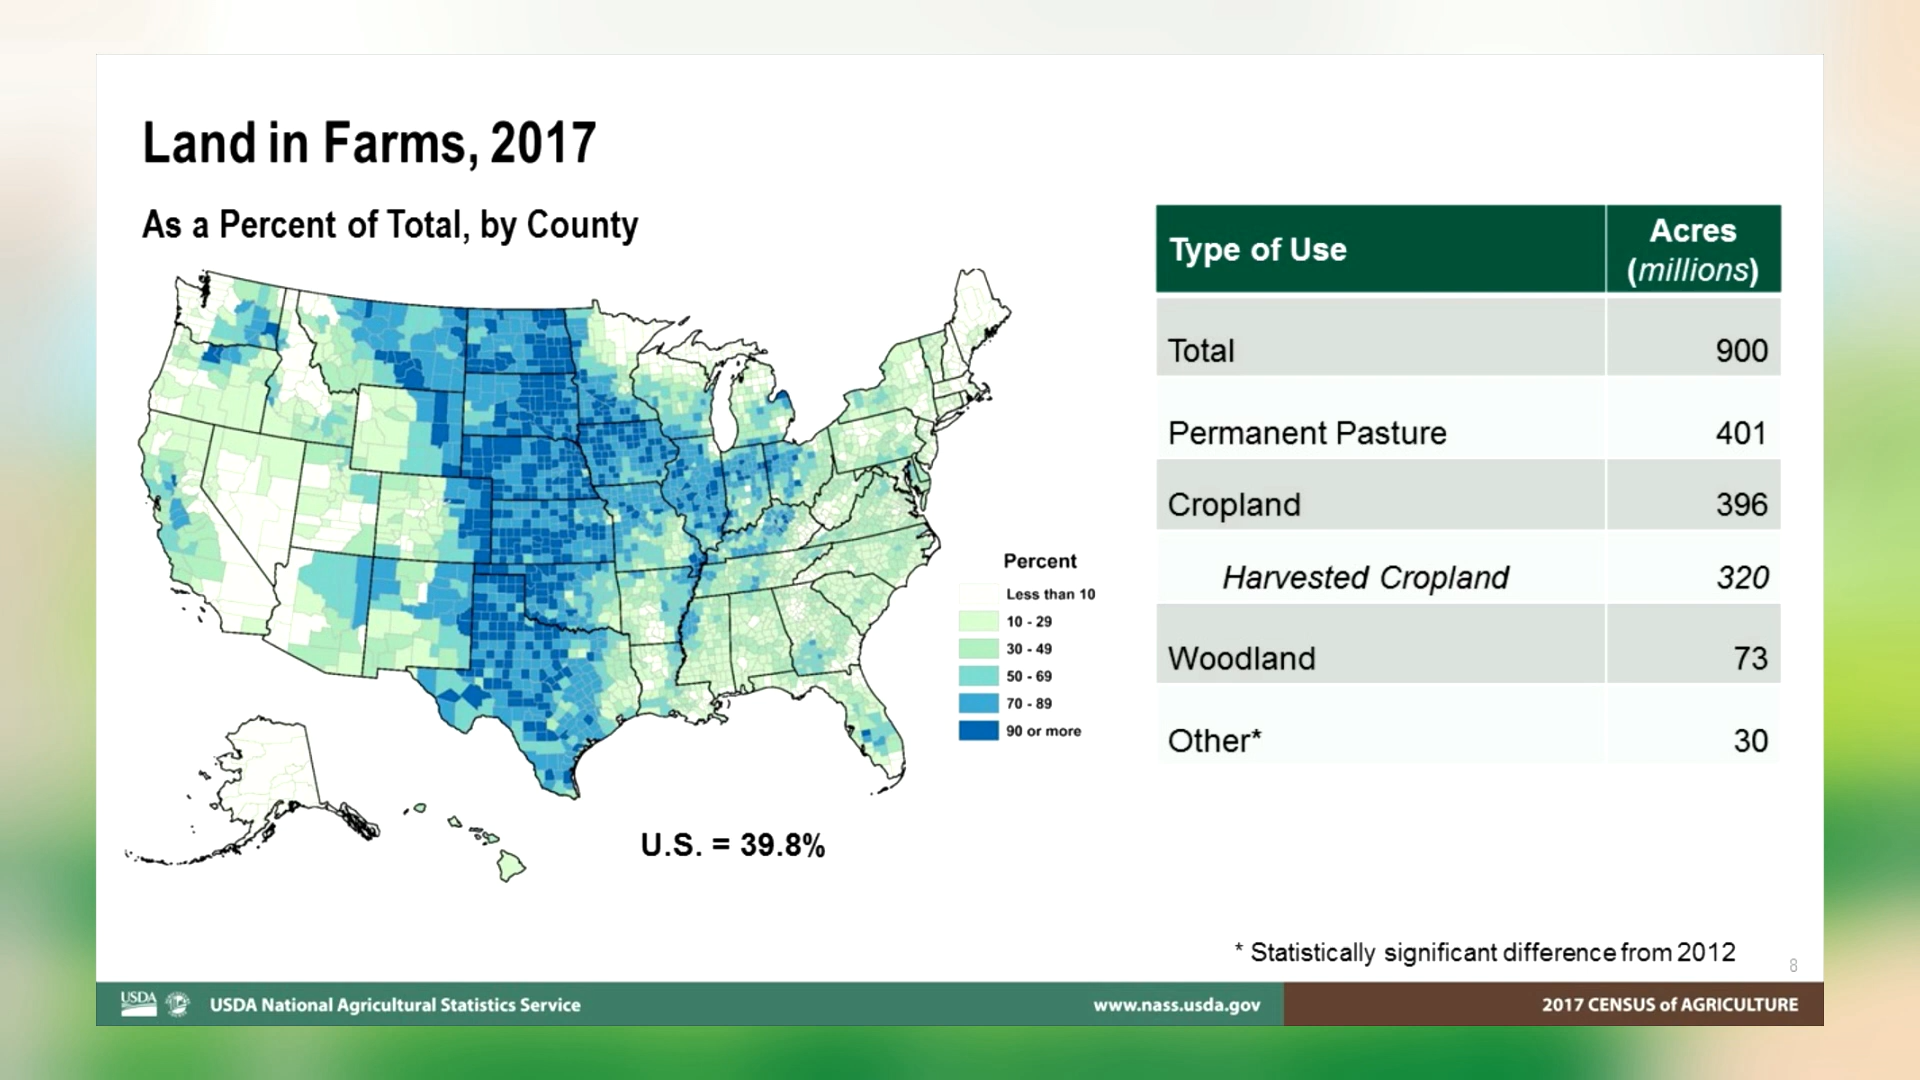 Land in Farms, 2017
As a Percent of Total, by County
Type of Use
Acres
(millions)
Total 900
Permanent Pasture 401
Cropland 396
Harvested Cropland 320
Woodland 73
Other* 30
Percent
Less than 10
10 - 29
30 - 49
50 - 69
70 - 89
90 or more
U.S. = 39.8%
* Statistically significant difference from 2012
8
USDA
USDA National Agricultural Statistics Service
www.nass.usda.gov
2017 CENSUS of AGRICULTURE